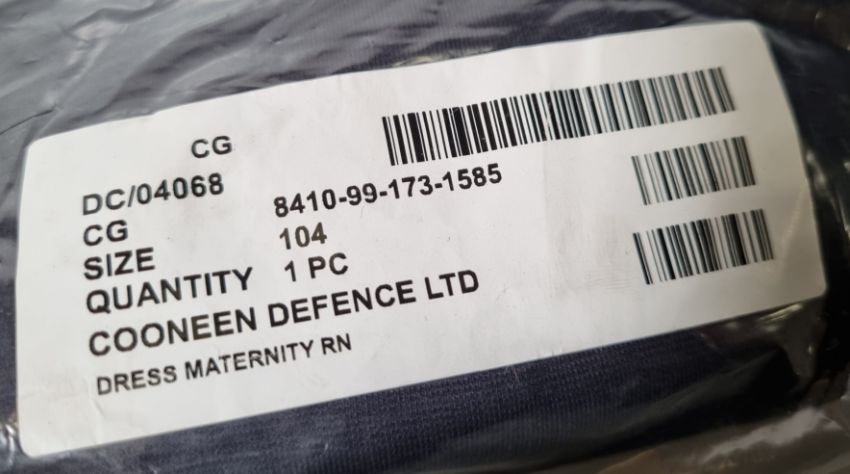 CG
DC/04068
CG 8410-99-173-1585
SIZE 104
QUANTITY 1 PC
COONEEN DEFENCE LTD
DRESS MATERNITY RN